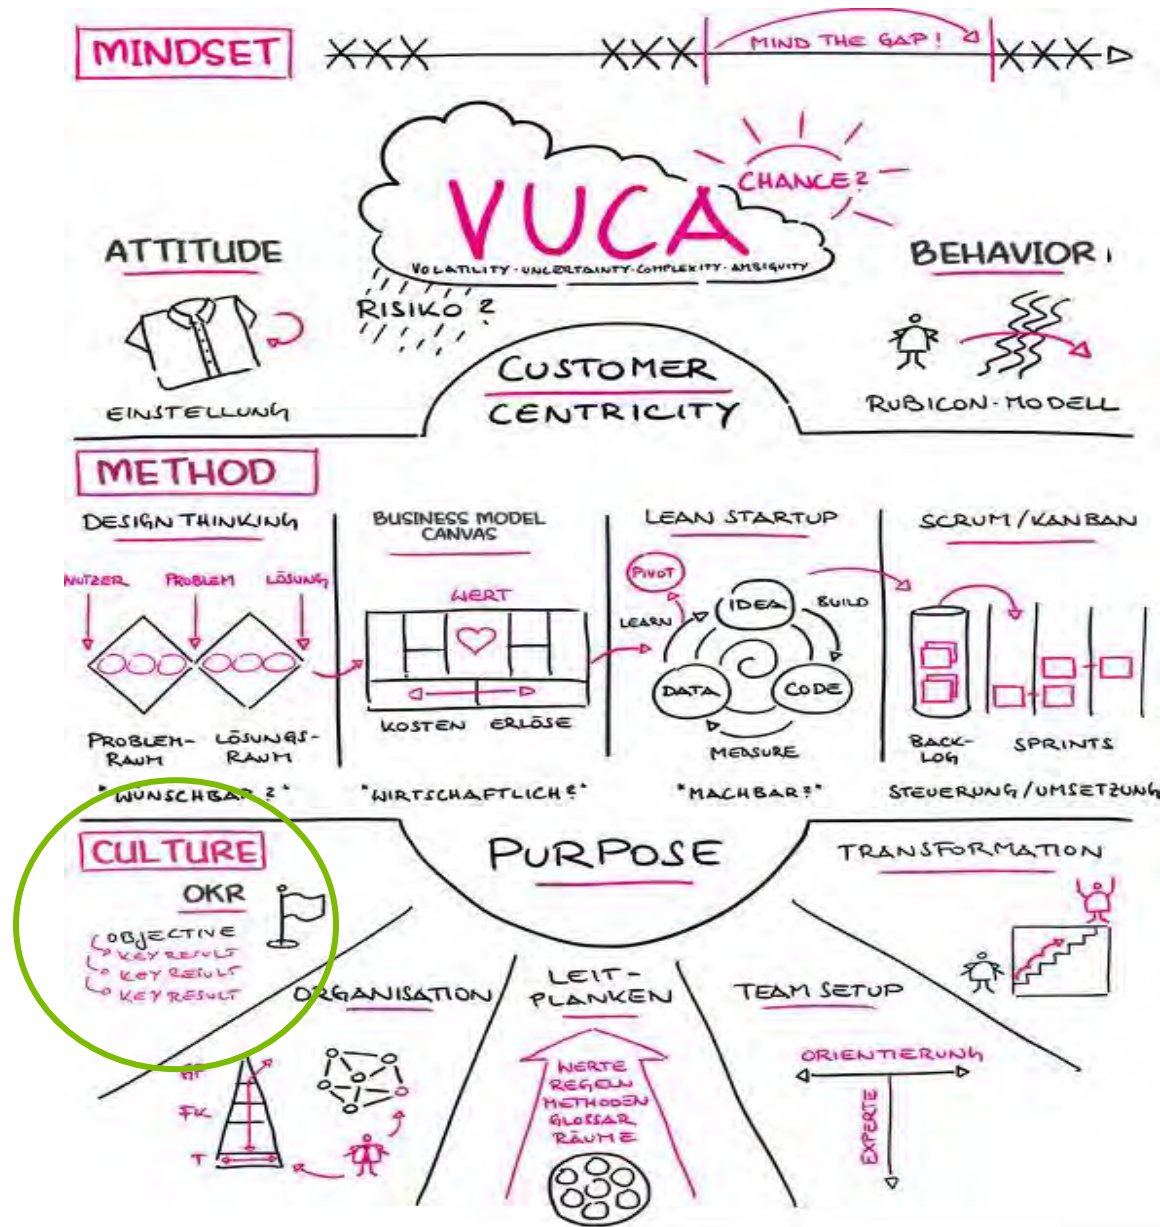 MINDSET
MIND THE GAP!
VUCA
CHANCE?
VOLATILITY · UNCERTAINTY · COMPLEXITY · AMBIGUITY
RISIKO?
ATTITUDE
EINSTELLUNG
BEHAVIOR
RUBICON-MODELL
CUSTOMER
CENTRICITY
METHOD
DESIGN THINKING
NUTZER PROBLEM LÖSUNG
PROBLEM-
RAUM
LÖSUNGS-
RAUM
"WÜNSCHBAR?"
BUSINESS MODEL
CANVAS
WERT
KOSTEN ERLÖSE
"WIRTSCHAFTLICH?"
LEAN STARTUP
PIVOT
LEARN
IDEA
BUILD
DATA
CODE
MEASURE
"MACHBAR?"
SCRUM/KANBAN
BACK-
LOG
SPRINTS
STEUERUNG/UMSETZUNG
CULTURE
OKR
OBJECTIVE
KEY RESULT
KEY RESULT
KEY RESULT
PURPOSE
TRANSFORMATION
ORGANISATION
FK
T
LEIT-
PLANKEN
WERTE
REGELN
METHODEN
GLOSSAR
RÄUME
TEAM SETUP
ORIENTIERUNG
EXPERTE